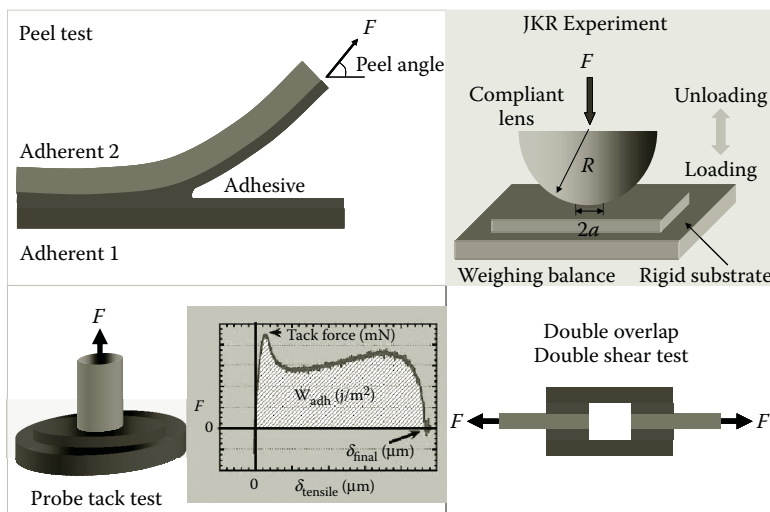 Peel test
F
Peel angle
Adherent 2
Adhesive
Adherent 1
JKR Experiment
F
Compliant
lens
Unloading
R
Loading
2a
Weighing balance
Rigid substrate
F
Probe tack test
Tack force (mN)
W_adh (j/m²)
F
0
δ_final (μm)
0
δ_tensile (μm)
Double overlap
Double shear test
F
F